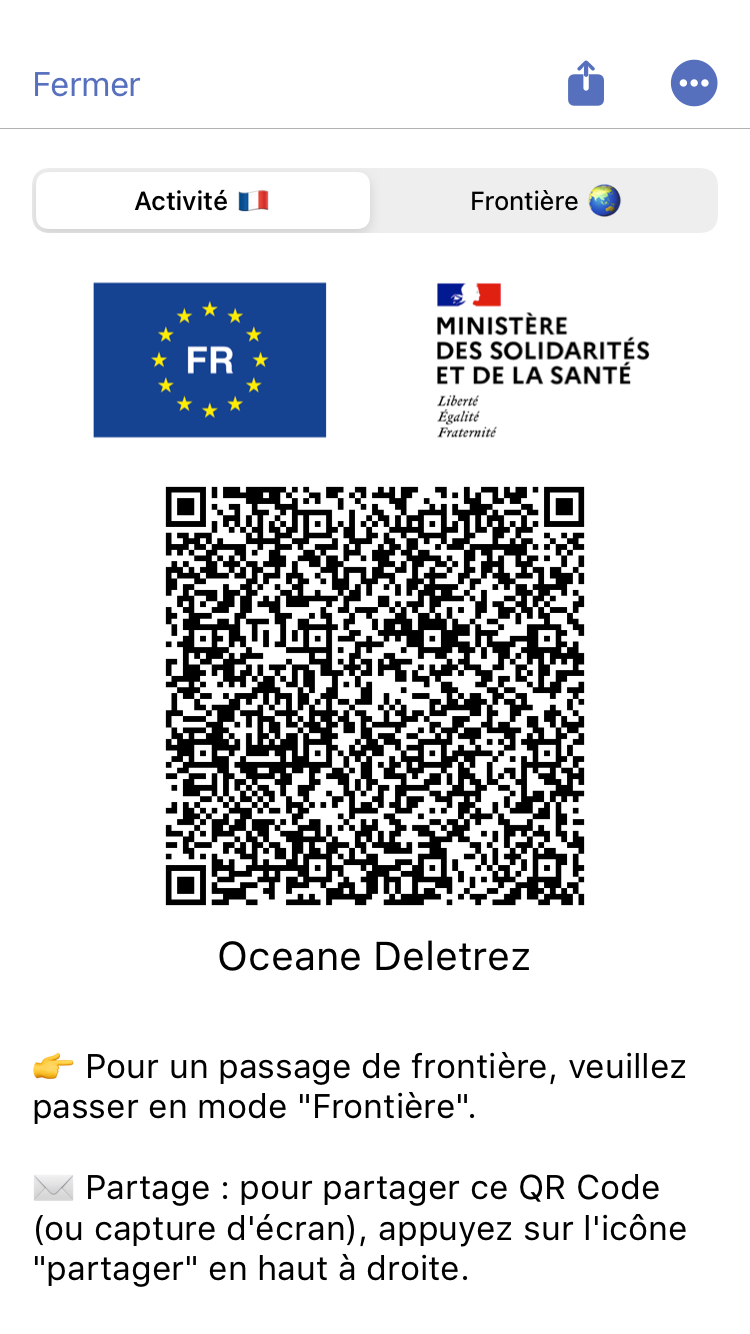 Fermer
Activité 🇫🇷 Frontière 🌏
FR
MINISTÈRE
DES SOLIDARITÉS
ET DE LA SANTÉ
Liberté
Égalité
Fraternité
Oceane Deletrez
👉 Pour un passage de frontière, veuillez
passer en mode "Frontière".
✉️ Partage : pour partager ce QR Code
(ou capture d'écran), appuyez sur l'icône
"partager" en haut à droite.